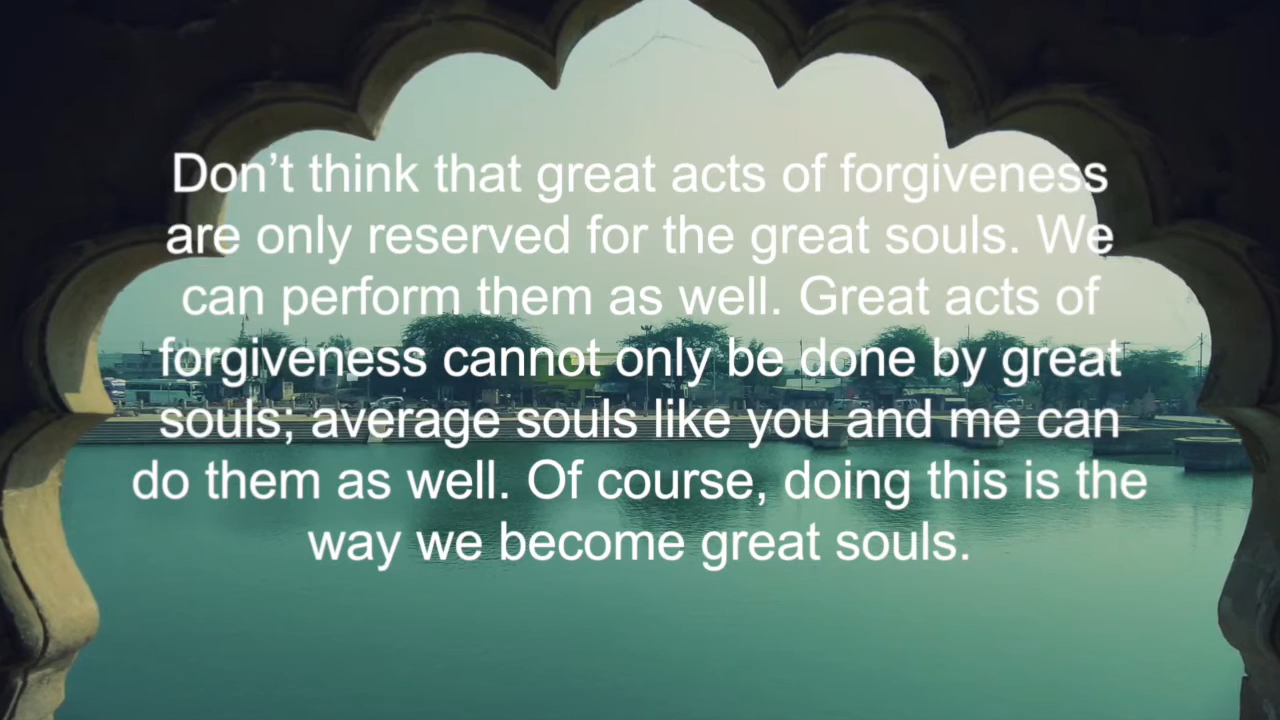 Don’t think that great acts of forgiveness
are only reserved for the great souls. We
can perform them as well. Great acts of
forgiveness cannot only be done by great
souls; average souls like you and me can
do them as well. Of course, doing this is the
way we become great souls.